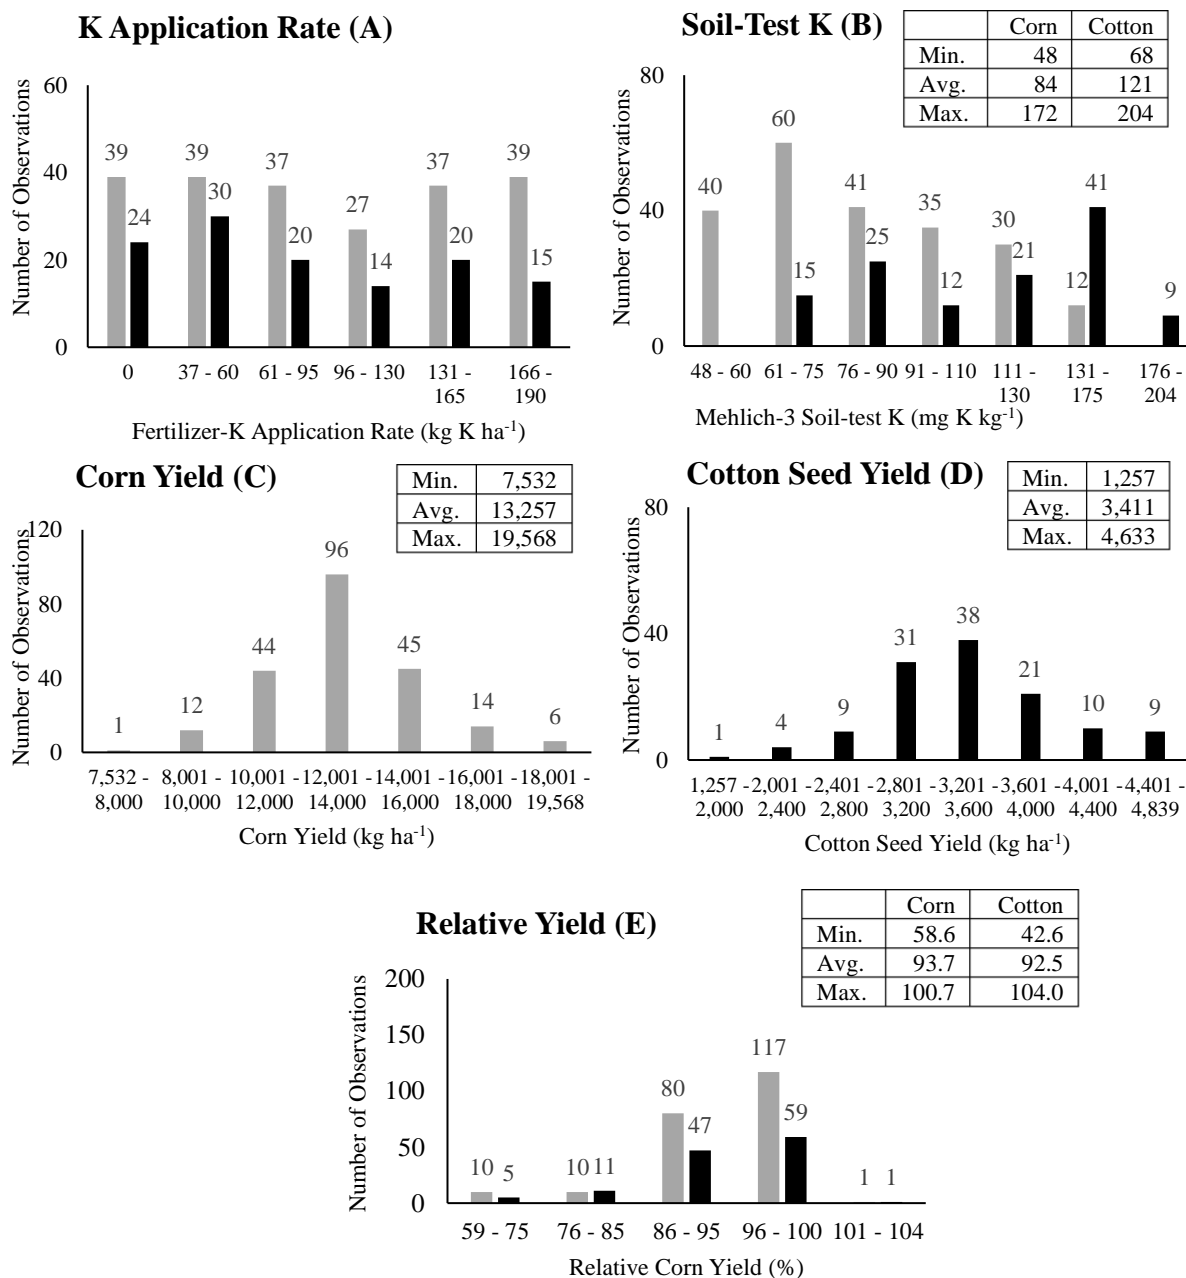 K Application Rate (A)
Number of Observations
60
40
20
0
39 39 37 27 37 39
24 30 20 14 20 15
0 37 - 60 61 - 95 96 - 130 131 - 166 -
165 190
Fertilizer-K Application Rate (kg K ha-1)
Soil-Test K (B)
Corn Cotton
Min. 48 68
Avg. 84 121
Max. 172 204
Number of Observations
80
40
0
40 60 41 35 30 12
15 25 12 21 41 9
48 - 60 61 - 75 76 - 90 91 - 110 111 - 131 - 176 -
130 175 204
Mehlich-3 Soil-test K (mg K kg-1)
Corn Yield (C)
Min. 7,532
Avg. 13,257
Max. 19,568
Number of Observations
120
80
40
0
1 12 44 96 45 14 6
7,532 - 8,001 - 10,001 - 12,001 - 14,001 - 16,001 - 18,001 -
8,000 10,000 12,000 14,000 16,000 18,000 19,568
Corn Yield (kg ha-1)
Cotton Seed Yield (D)
Min. 1,257
Avg. 3,411
Max. 4,633
Number of Observations
80
40
0
1 4 9 31 38 21 10 9
1,257 - 2,001 - 2,401 - 2,801 - 3,201 - 3,601 - 4,001 - 4,401 -
2,000 2,400 2,800 3,200 3,600 4,000 4,400 4,839
Cotton Seed Yield (kg ha-1)
Relative Yield (E)
Corn Cotton
Min. 58.6 42.6
Avg. 93.7 92.5
Max. 100.7 104.0
Number of Observations
200
150
100
50
0
10 5 10 11 80 47 117 59 1 1
59 - 75 76 - 85 86 - 95 96 - 100 101 - 104
Relative Corn Yield (%)